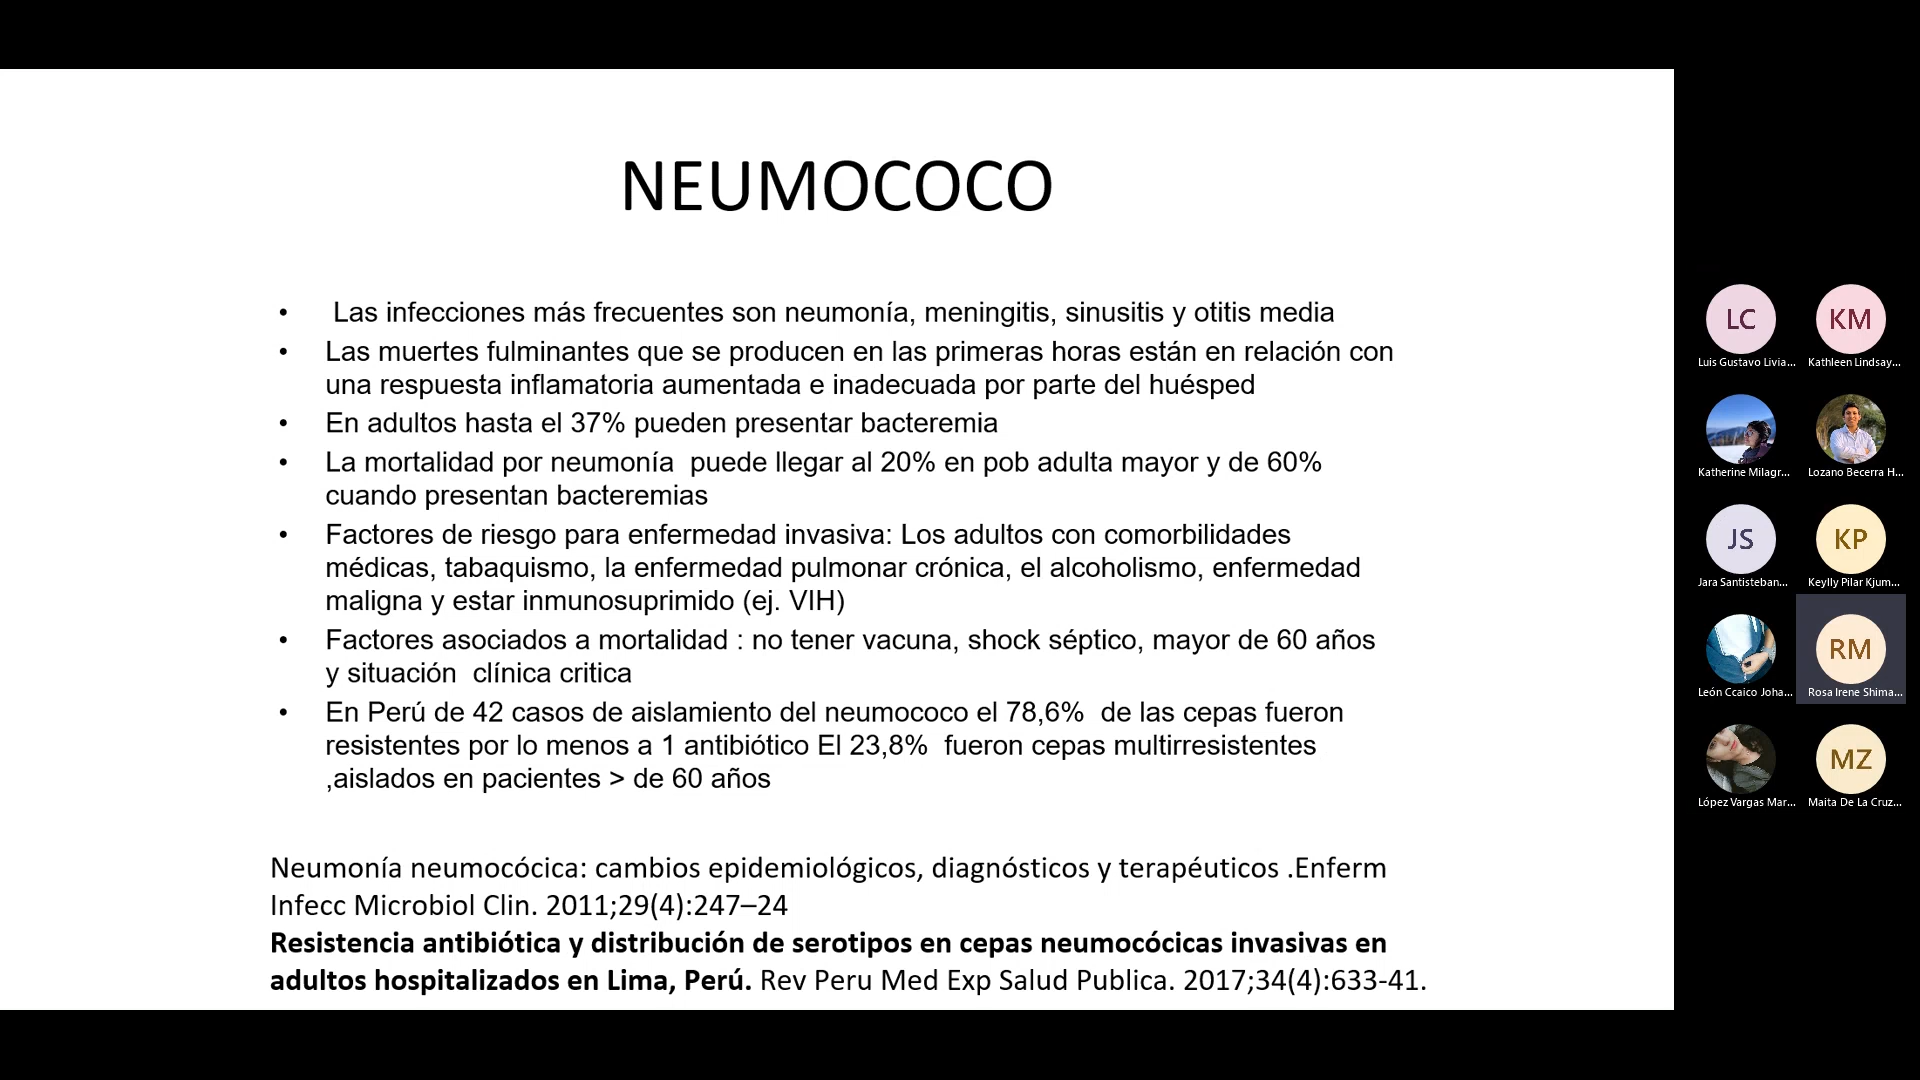 NEUMOCOCO
• Las infecciones más frecuentes son neumonía, meningitis, sinusitis y otitis media
• Las muertes fulminantes que se producen en las primeras horas están en relación con
una respuesta inflamatoria aumentada e inadecuada por parte del huésped
• En adultos hasta el 37% pueden presentar bacteremia
• La mortalidad por neumonía puede llegar al 20% en pob adulta mayor y de 60%
cuando presentan bacteremias
• Factores de riesgo para enfermedad invasiva: Los adultos con comorbilidades
médicas, tabaquismo, la enfermedad pulmonar crónica, el alcoholismo, enfermedad
maligna y estar inmunosuprimido (ej. VIH)
• Factores asociados a mortalidad : no tener vacuna, shock séptico, mayor de 60 años
y situación clínica critica
• En Perú de 42 casos de aislamiento del neumococo el 78,6% de las cepas fueron
resistentes por lo menos a 1 antibiótico El 23,8% fueron cepas multirresistentes
,aislados en pacientes > de 60 años
Neumonía neumocócica: cambios epidemiológicos, diagnósticos y terapéuticos .Enferm
Infecc Microbiol Clin. 2011;29(4):247–24
Resistencia antibiótica y distribución de serotipos en cepas neumocócicas invasivas en
adultos hospitalizados en Lima, Perú. Rev Peru Med Exp Salud Publica. 2017;34(4):633-41.
LC
Luis Gustavo Livia...
KM
Kathleen Lindsay...
Katherine Milagr...
Lozano Becerra H...
JS
Jara Santisteban...
KP
Keylly Pilar Kjum...
León Ccaico Joha...
RM
Rosa Irene Shima...
López Vargas Mar...
MZ
Maita De La Cruz...